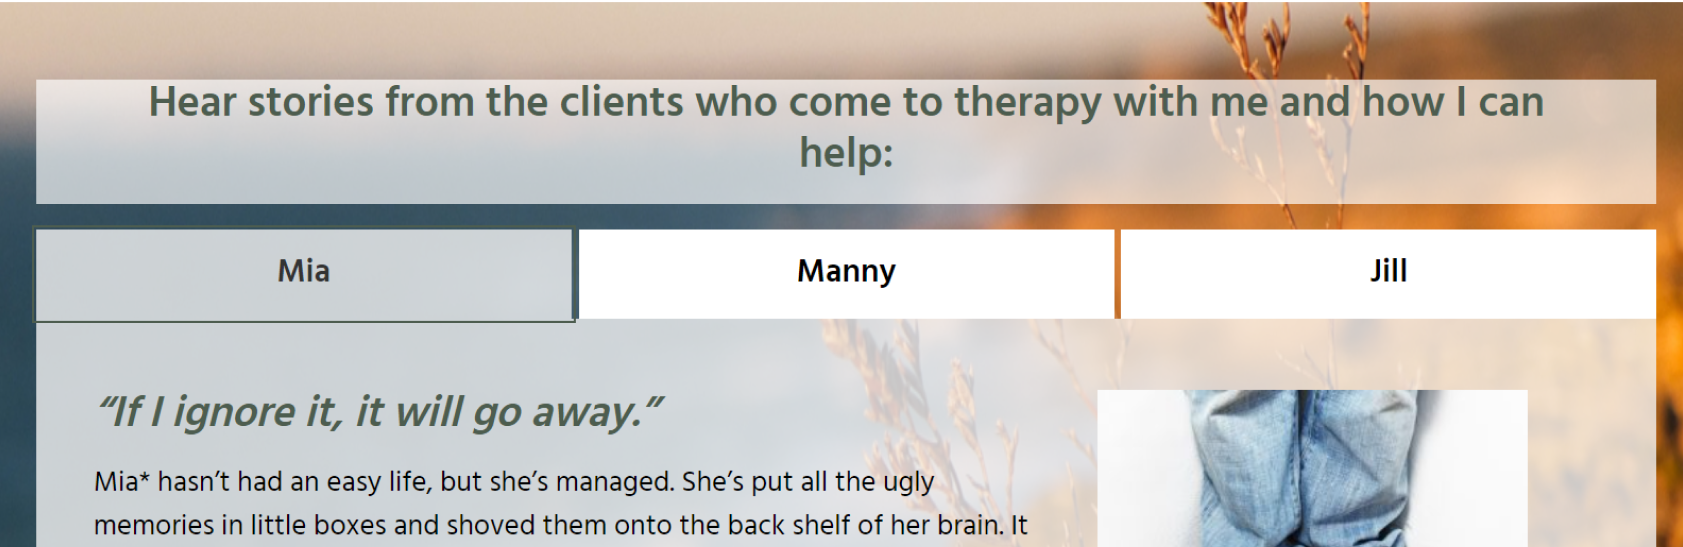 Hear stories from the clients who come to therapy with me and how I can
help:
Mia
Manny
Jill
“If I ignore it, it will go away.”
Mia* hasn’t had an easy life, but she’s managed. She’s put all the ugly
memories in little boxes and shoved them onto the back shelf of her brain. It